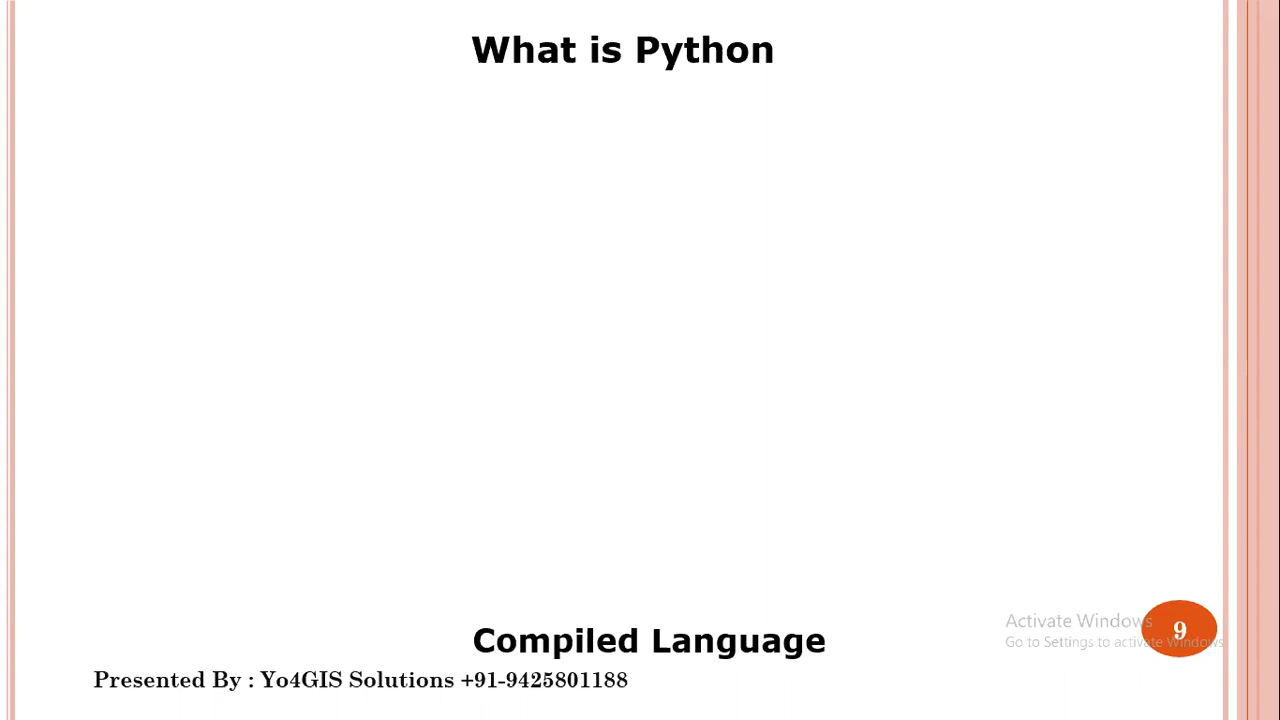 What is Python
Activate Windows
9
Go to Settings to activate Windows
Compiled Language
Presented By : Yo4GIS Solutions +91-9425801188